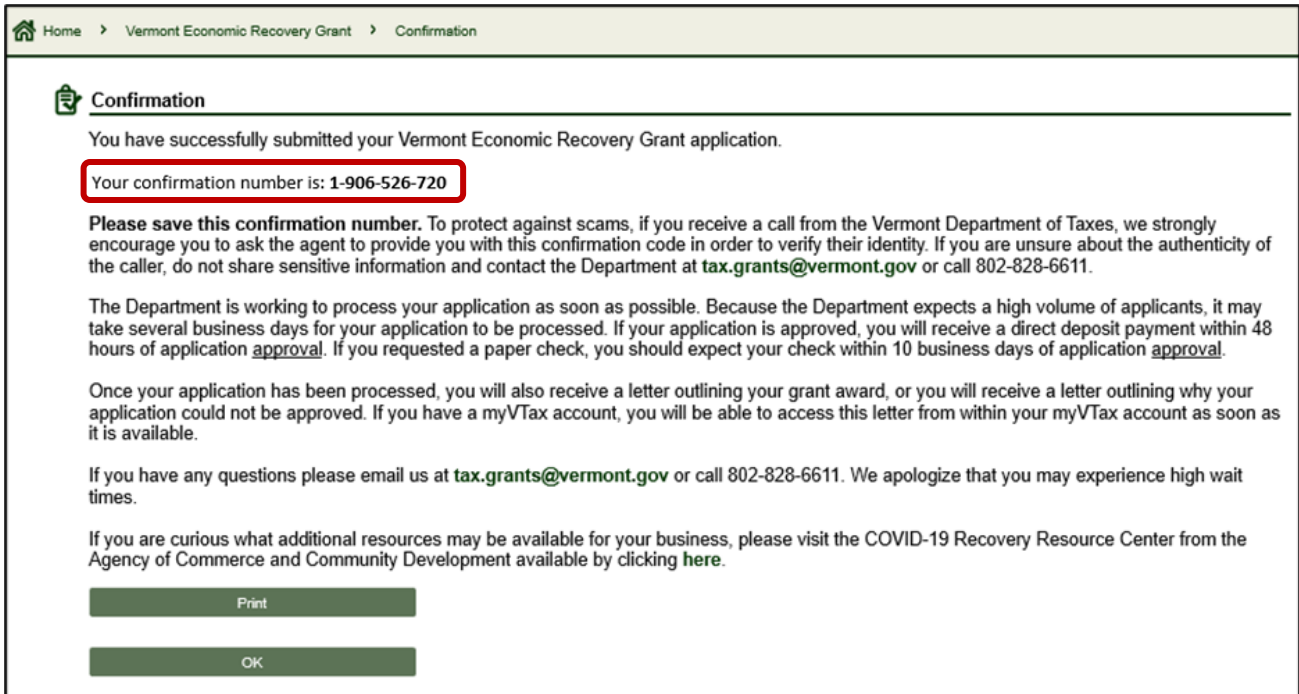 Home > Vermont Economic Recovery Grant > Confirmation
Confirmation
You have successfully submitted your Vermont Economic Recovery Grant application.
Your confirmation number is: 1-906-526-720
Please save this confirmation number. To protect against scams, if you receive a call from the Vermont Department of Taxes, we strongly
encourage you to ask the agent to provide you with this confirmation code in order to verify their identity. If you are unsure about the authenticity of
the caller, do not share sensitive information and contact the Department at tax.grants@vermont.gov or call 802-828-6611.
The Department is working to process your application as soon as possible. Because the Department expects a high volume of applicants, it may
take several business days for your application to be processed. If your application is approved, you will receive a direct deposit payment within 48
hours of application approval. If you requested a paper check, you should expect your check within 10 business days of application approval.
Once your application has been processed, you will also receive a letter outlining your grant award, or you will receive a letter outlining why your
application could not be approved. If you have a myVTax account, you will be able to access this letter from within your myVTax account as soon as
it is available.
If you have any questions please email us at tax.grants@vermont.gov or call 802-828-6611. We apologize that you may experience high wait
times.
If you are curious what additional resources may be available for your business, please visit the COVID-19 Recovery Resource Center from the
Agency of Commerce and Community Development available by clicking here.
Print
OK